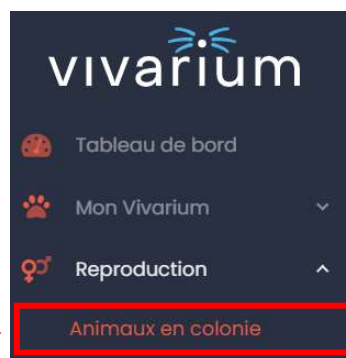 vivarium
Tableau de bord
Mon Vivarium
Reproduction
Animaux en colonie